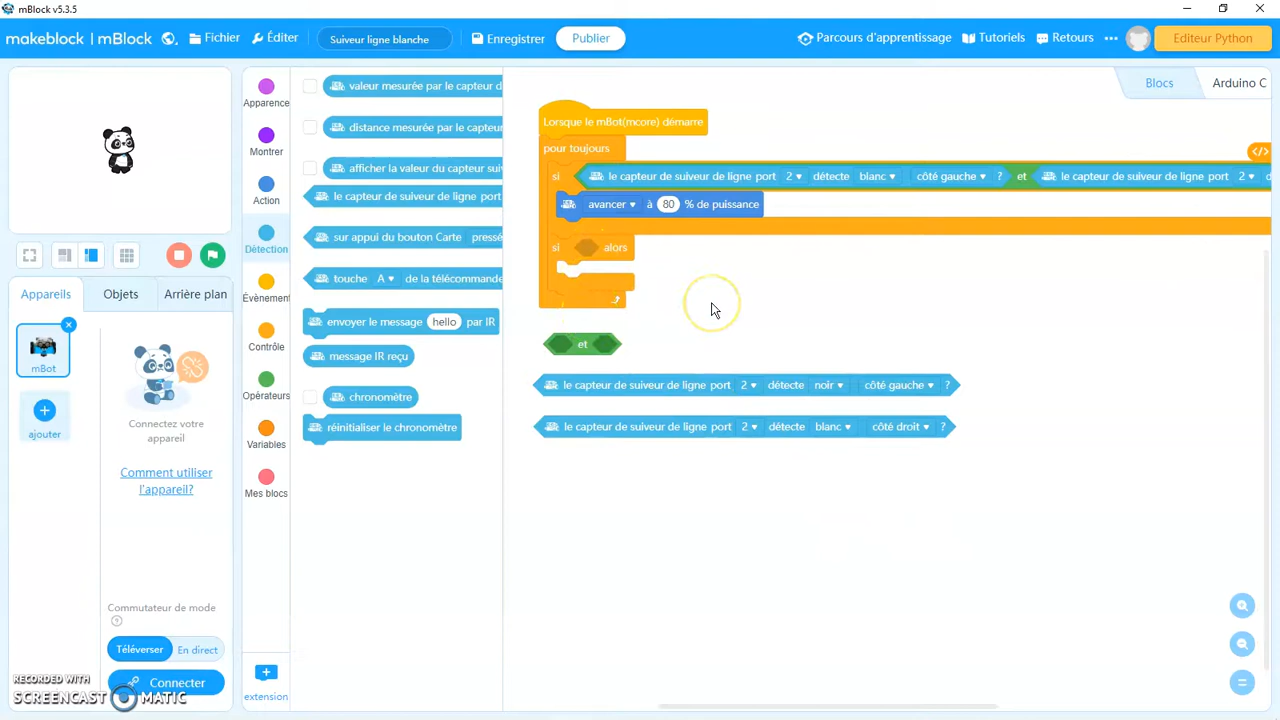 mBlock v5.3.5
makeblock | mBlock Fichier Éditer Suiveur ligne blanche Enregistrer Publier Parcours d'apprentissage Tutoriels Retours Editeur Python
Appareils Objets Arrière plan
mBot
ajouter
Connectez votre
appareil
Comment utiliser
l'appareil?
Commutateur de mode
Téléverser En direct
Connecter
RECORDED WITH
SCREENCAST MATIC
Apparence
Montrer
Action
Détection
Évènement
Contrôle
Opérateurs
Variables
Mes blocs
extension
valeur mesurée par le capteur d
distance mesurée par le capteur
afficher la valeur du capteur sui
le capteur de suiveur de ligne port
sur appui du bouton Carte pressé
touche A de la télécommande
envoyer le message hello par IR
message IR reçu
chronomètre
réinitialiser le chronomètre
Blocs Arduino C
Lorsque le mBot(mcore) démarre
pour toujours
si le capteur de suiveur de ligne port 2 détecte blanc côté gauche ? et le capteur de suiveur de ligne port 2 d
avancer à 80 % de puissance
si alors
et
le capteur de suiveur de ligne port 2 détecte noir côté gauche ?
le capteur de suiveur de ligne port 2 détecte blanc côté droit ?